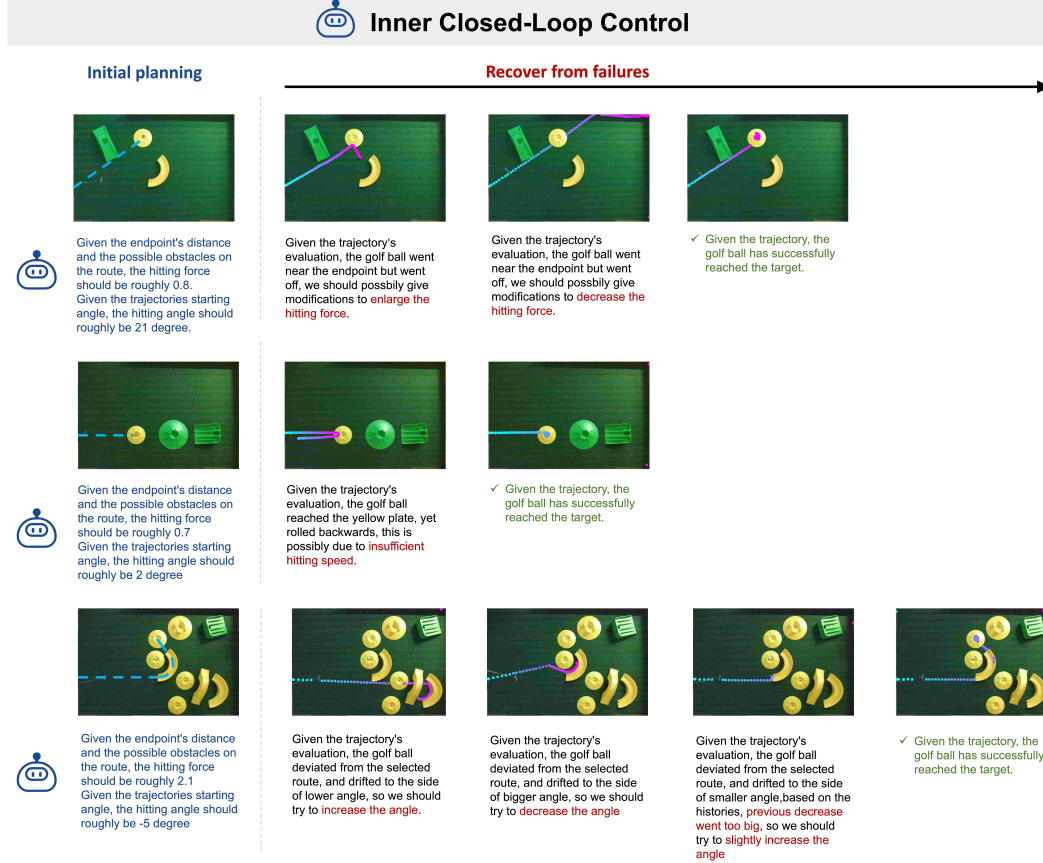 Inner Closed-Loop Control
Initial planning
Recover from failures
Given the endpoint's distance
and the possible obstacles on
the route, the hitting force
should be roughly 0.8.
Given the trajectories starting
angle, the hitting angle should
roughly be 21 degree.
Given the trajectory's
evaluation, the golf ball went
near the endpoint but went
off, we should possbily give
modifications to enlarge the
hitting force.
Given the trajectory's
evaluation, the golf ball went
near the endpoint but went
off, we should possbily give
modifications to decrease the
hitting force.
✓ Given the trajectory, the
golf ball has successfully
reached the target.
Given the endpoint's distance
and the possible obstacles on
the route, the hitting force
should be roughly 0.7
Given the trajectories starting
angle, the hitting angle should
roughly be 2 degree
Given the trajectory's
evaluation, the golf ball
reached the yellow plate, yet
rolled backwards, this is
possibly due to insufficient
hitting speed.
✓ Given the trajectory, the
golf ball has successfully
reached the target.
Given the endpoint's distance
and the possible obstacles on
the route, the hitting force
should be roughly 2.1
Given the trajectories starting
angle, the hitting angle should
roughly be -5 degree
Given the trajectory's
evaluation, the golf ball
deviated from the selected
route, and drifted to the side
of lower angle, so we should
try to increase the angle.
Given the trajectory's
evaluation, the golf ball
deviated from the selected
route, and drifted to the side
of bigger angle, so we should
try to decrease the angle
Given the trajectory's
evaluation, the golf ball
deviated from the selected
route, and drifted to the side
of smaller angle,based on the
histories, previous decrease
went too big, so we should
try to slightly increase the
angle
✓ Given the trajectory, the
golf ball has successfully
reached the target.